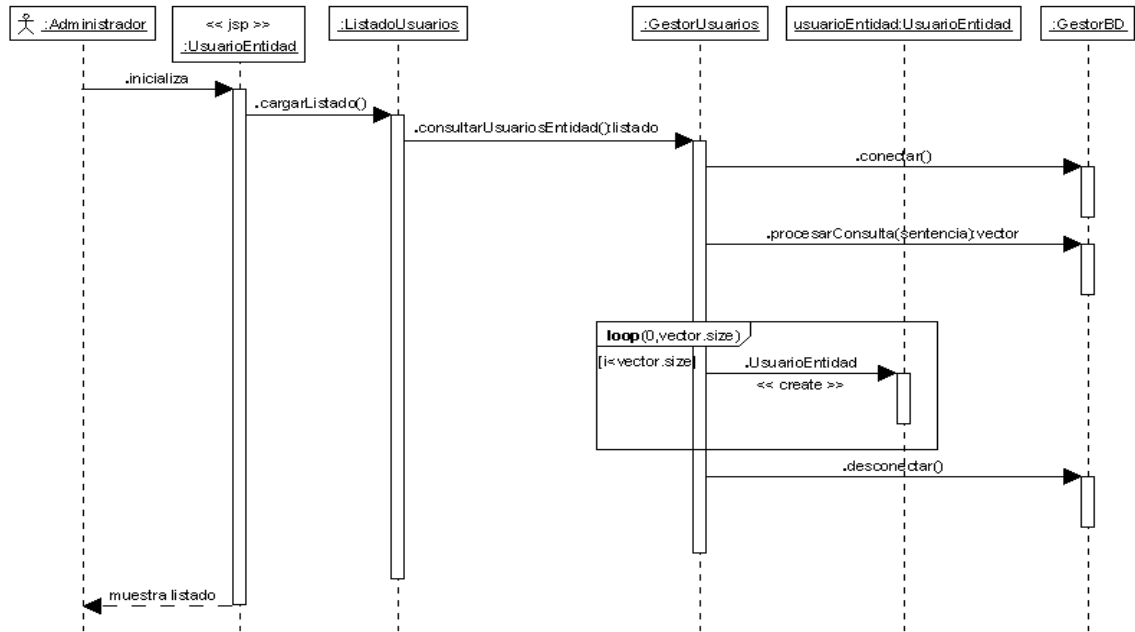 :Administrador
<< jsp >>
:UsuarioEntidad
:ListadoUsuarios
:GestorUsuarios
usuarioEntidad:UsuarioEntidad
:GestorBD
.inicializa
.cargarListado()
.consultarUsuariosEntidad():listado
.conectar()
.procesarConsulta(sentencia):vector
loop(0,vector.size)
[i<vector.size]
.UsuarioEntidad
<< create >>
.desconectar()
muestra listado